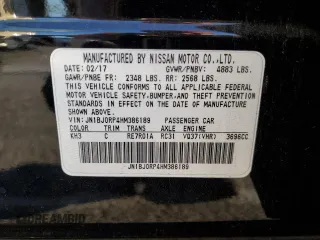 MANUFACTURED BY NISSAN MOTOR CO.,LTD.
DATE: 02/17 GVWR/PNBV: 4883 LBS.
GAWR/PNBE FR: 2348 LBS. RR: 2568 LBS.
THIS VEHICLE CONFORMS TO ALL APPLICABLE
FEDERAL MOTOR VEHICLE SAFETY-BUMPER-
AND THEFT PREVENTION
STANDARDS IN EFFECT ON THE DATE OF
MANUFACTURE SHOWN ABOVE.
VIN:JN1BJ0RP4HM386189 PASSENGER CAR
COLOR TRIM TRANS AXLE ENGINE
KH3 C RE7R01A RC31 VQ37(VHR) 3696CC
JN1BJ0RP4HM386189